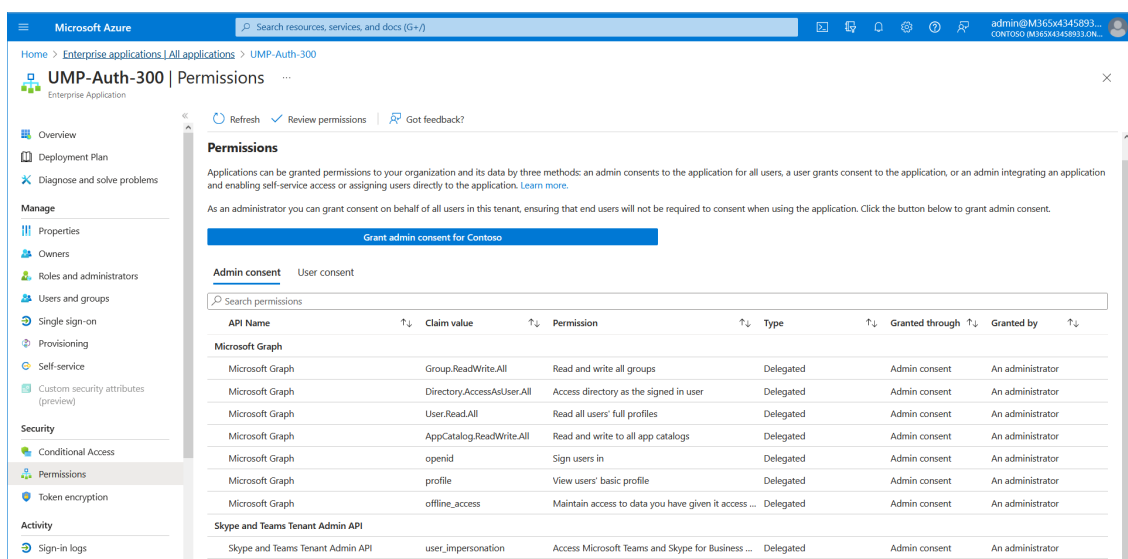 Microsoft Azure
Search resources, services, and docs (G+/)
admin@M365x4345893...
CONTOSO (M365X43458933.ON...
Home > Enterprise applications | All applications > UMP-Auth-300
UMP-Auth-300 | Permissions ...
Enterprise Application
Refresh
Review permissions
Got feedback?
Overview
Deployment Plan
Diagnose and solve problems
Manage
Properties
Owners
Roles and administrators
Users and groups
Single sign-on
Provisioning
Self-service
Custom security attributes
(preview)
Security
Conditional Access
Permissions
Token encryption
Activity
Sign-in logs
Permissions
Applications can be granted permissions to your organization and its data by three methods: an admin consents to the application for all users, a user grants consent to the application, or an admin integrating an application
and enabling self-service access or assigning users directly to the application. Learn more.
As an administrator you can grant consent on behalf of all users in this tenant, ensuring that end users will not be required to consent when using the application. Click the button below to grant admin consent.
Grant admin consent for Contoso
Admin consent User consent
Search permissions
API Name Claim value Permission Type Granted through Granted by
Microsoft Graph
Microsoft Graph Group.ReadWrite.All Read and write all groups Delegated Admin consent An administrator
Microsoft Graph Directory.AccessAsUser.All Access directory as the signed in user Delegated Admin consent An administrator
Microsoft Graph User.Read.All Read all users' full profiles Delegated Admin consent An administrator
Microsoft Graph AppCatalog.ReadWrite.All Read and write to all app catalogs Delegated Admin consent An administrator
Microsoft Graph openid Sign users in Delegated Admin consent An administrator
Microsoft Graph profile View users' basic profile Delegated Admin consent An administrator
Microsoft Graph offline_access Maintain access to data you have given it access ... Delegated Admin consent An administrator
Skype and Teams Tenant Admin API
Skype and Teams Tenant Admin API user_impersonation Access Microsoft Teams and Skype for Business ... Delegated Admin consent An administrator